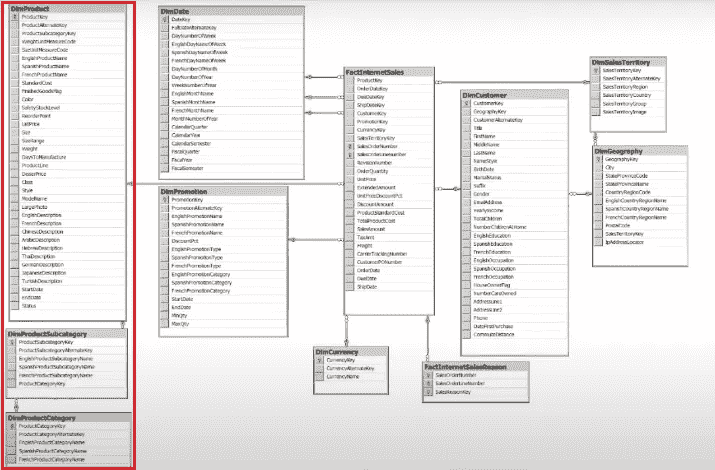 DimProduct
ProductKey
ProductAlternateKey
ProductSubcategoryKey
WeightUnitMeasureCode
SizeUnitMeasureCode
EnglishProductName
SpanishProductName
FrenchProductName
StandardCost
FinishedGoodsFlag
Color
SafetyStockLevel
ReorderPoint
ListPrice
Size
SizeRange
Weight
DaysToManufacture
ProductLine
DealerPrice
Class
Style
ModelName
LargePhoto
EnglishDescription
FrenchDescription
ChineseDescription
ArabicDescription
HebrewDescription
ThaiDescription
GermanDescription
JapaneseDescription
TurkishDescription
StartDate
EndDate
Status
DimProductSubcategory
ProductSubcategoryKey
ProductSubcategoryAlternateKey
EnglishProductSubcategoryName
SpanishProductSubcategoryName
FrenchProductSubcategoryName
ProductCategoryKey
DimProductCategory
ProductCategoryKey
ProductCategoryAlternateKey
EnglishProductCategoryName
SpanishProductCategoryName
FrenchProductCategoryName
DimDate
DateKey
FullDateAlternateKey
DayNumberOfWeek
EnglishDayNameOfWeek
SpanishDayNameOfWeek
FrenchDayNameOfWeek
DayNumberOfMonth
DayNumberOfYear
WeekNumberOfYear
EnglishMonthName
SpanishMonthName
FrenchMonthName
MonthNumberOfYear
CalendarQuarter
CalendarYear
CalendarSemester
FiscalQuarter
FiscalYear
FiscalSemester
DimPromotion
PromotionKey
PromotionAlternateKey
EnglishPromotionName
SpanishPromotionName
FrenchPromotionName
DiscountPct
EnglishPromotionType
SpanishPromotionType
FrenchPromotionType
EnglishPromotionCategory
SpanishPromotionCategory
FrenchPromotionCategory
StartDate
EndDate
MinQty
MaxQty
FactInternetSales
ProductKey
OrderDateKey
DueDateKey
ShipDateKey
CustomerKey
PromotionKey
CurrencyKey
SalesTerritoryKey
SalesOrderNumber
SalesOrderLineNumber
RevisionNumber
OrderQuantity
UnitPrice
ExtendedAmount
UnitPriceDiscountPct
DiscountAmount
ProductStandardCost
TotalProductCost
SalesAmount
TaxAmt
Freight
CarrierTrackingNumber
CustomerPONumber
OrderDate
DueDate
ShipDate
DimCurrency
CurrencyKey
CurrencyAlternateKey
CurrencyName
FactInternetSalesReason
SalesOrderNumber
SalesOrderLineNumber
SalesReasonKey
DimCustomer
CustomerKey
GeographyKey
CustomerAlternateKey
Title
FirstName
MiddleName
LastName
NameStyle
BirthDate
MaritalStatus
Suffix
Gender
EmailAddress
YearlyIncome
TotalChildren
NumberChildrenAtHome
EnglishEducation
SpanishEducation
FrenchEducation
EnglishOccupation
SpanishOccupation
FrenchOccupation
HouseOwnerFlag
NumberCarsOwned
AddressLine1
AddressLine2
Phone
DateFirstPurchase
CommuteDistance
DimSalesTerritory
SalesTerritoryKey
SalesTerritoryAlternateKey
SalesTerritoryRegion
SalesTerritoryCountry
SalesTerritoryGroup
SalesTerritoryImage
DimGeography
GeographyKey
City
StateProvinceCode
StateProvinceName
CountryRegionCode
EnglishCountryRegionName
SpanishCountryRegionName
FrenchCountryRegionName
PostalCode
SalesTerritoryKey
IpAddressLocator